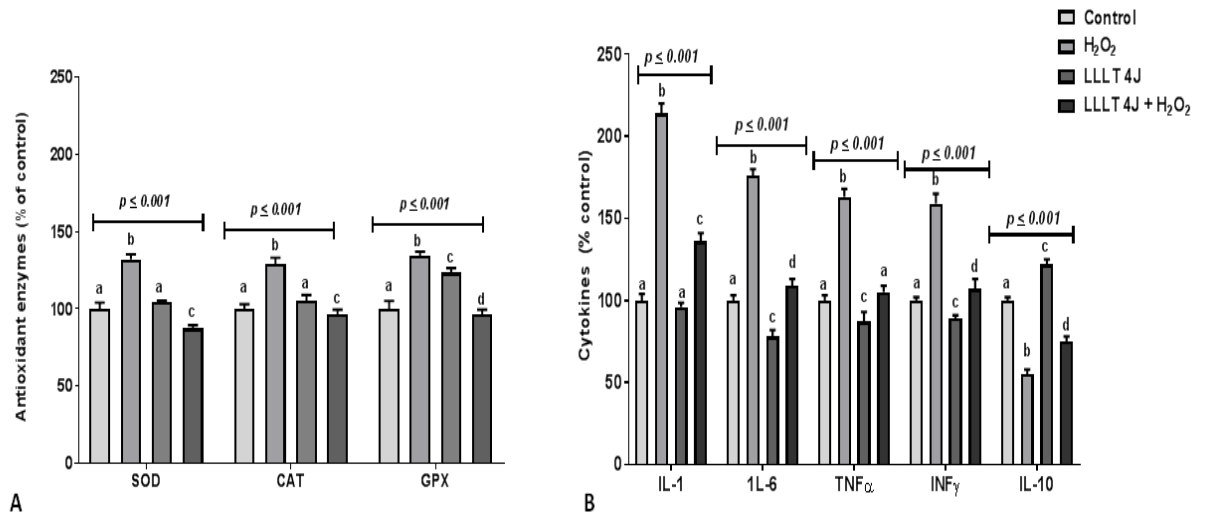 Control
H₂O₂
LLLT 4J
LLLT 4J + H₂O₂
Antioxidant enzymes (% of control)
250
200
150
100
50
0
p ≤ 0.001
p ≤ 0.001
p ≤ 0.001
a b a c
a b a c
a b c d
SOD CAT GPX
A
Cytokines (% control)
250
200
150
100
50
0
p ≤ 0.001
p ≤ 0.001
p ≤ 0.001
p ≤ 0.001
p ≤ 0.001
a b a c
a b c d
a b c a
a b c d
a b c d
IL-1 1L-6 TNFα INFγ IL-10
B